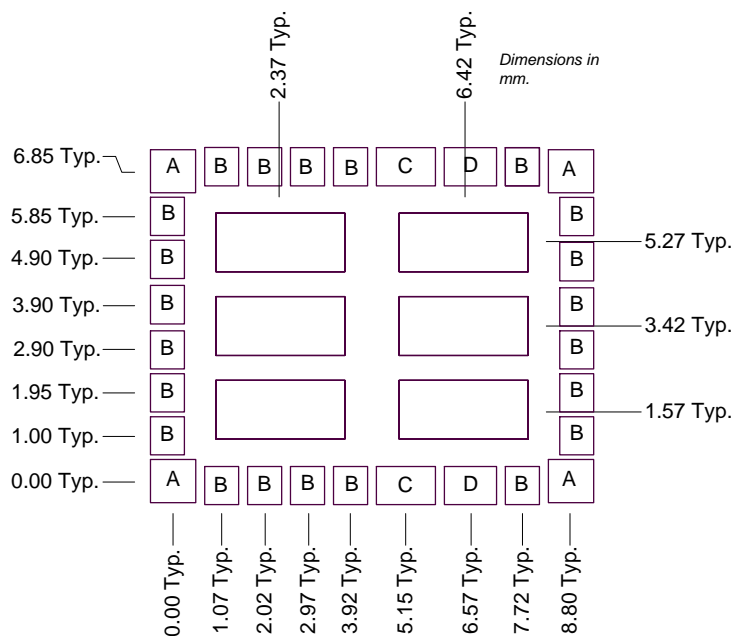 2.37 Typ.
6.42 Typ.
Dimensions in
mm.
6.85 Typ.
A B B B B C D B A
5.85 Typ. B B
5.27 Typ.
4.90 Typ. B B
3.90 Typ. B B
3.42 Typ.
2.90 Typ. B B
1.95 Typ. B B
1.57 Typ.
1.00 Typ. B B
0.00 Typ. A B B B B C D B A
0.00 Typ.
1.07 Typ.
2.02 Typ.
2.97 Typ.
3.92 Typ.
5.15 Typ.
6.57 Typ.
7.72 Typ.
8.80 Typ.